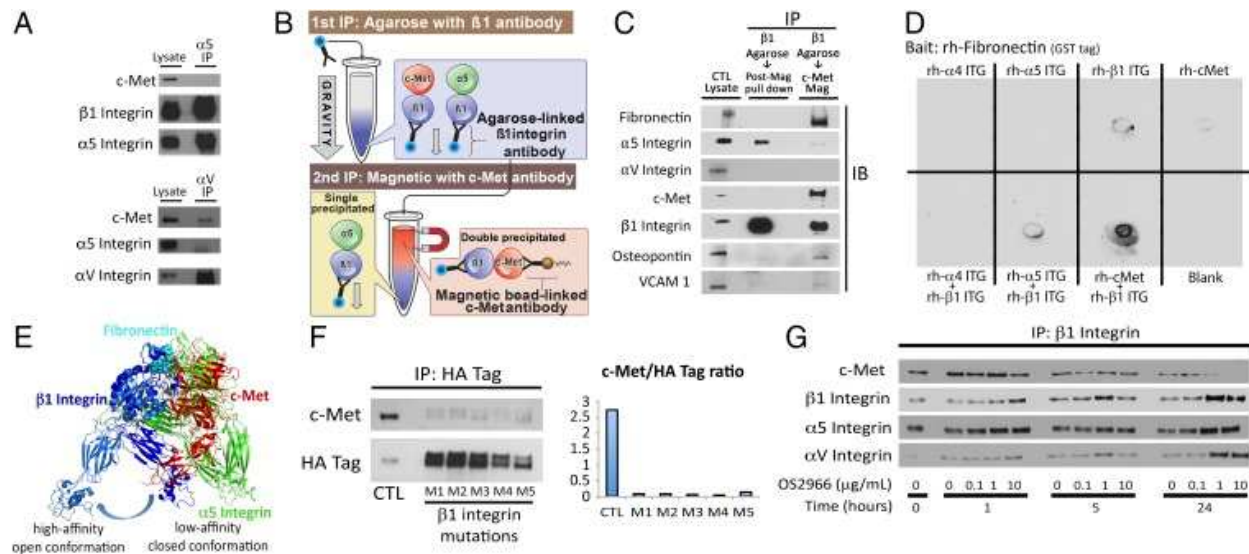 A
Lysate
α5
IP
c-Met
β1 Integrin
α5 Integrin
Lysate
αV
IP
c-Met
α5 Integrin
αV Integrin
B
1st IP: Agarose with ß1 antibody
GRAVITY
c-Met
α5
ß1
ß1
Agarose-linked
ß1integrin
antibody
2nd IP: Magnetic with c-Met antibody
Single
precipitated
α5
ß1
Double precipitated
ß1
c-Met
Magnetic bead-linked
c-Metantibody
C
IP
CTL
Lysate
β1
Agarose
↓
Post-Mag
pull down
β1
Agarose
↓
c-Met
Mag
Fibronectin
α5 Integrin
αV Integrin
c-Met
β1 Integrin
Osteopontin
VCAM 1
IB
D
Bait: rh-Fibronectin (GST tag)
rh-α4 ITG
rh-α5 ITG
rh-β1 ITG
rh-cMet
rh-α4 ITG
+
rh-β1 ITG
rh-α5 ITG
+
rh-β1 ITG
rh-cMet
+
rh-β1 ITG
Blank
E
Fibronectin
β1 Integrin
c-Met
α5 Integrin
high-affinity
open conformation
low-affinity
closed conformation
F
IP: HA Tag
c-Met
HA Tag
CTL
M1 M2 M3 M4 M5
β1 integrin
mutations
c-Met/HA Tag ratio
3
2.5
2
1.5
1
0.5
0
CTL M1 M2 M3 M4 M5
G
IP: β1 Integrin
c-Met
β1 Integrin
α5 Integrin
αV Integrin
OS2966 (µg/mL) 0 0 0.1 1 10 0 0.1 1 10 0 0.1 1 10
Time (hours) 0 1 5 24